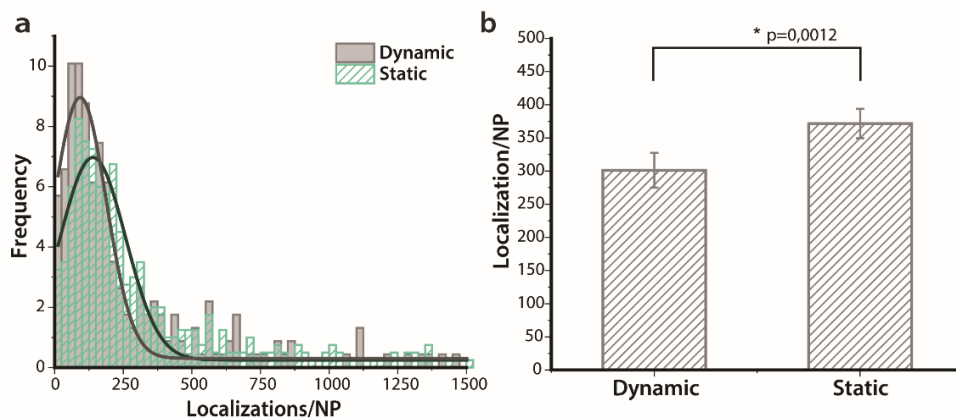 a
Dynamic
Static
10
8
6
4
2
0
Frequency
0
250
500
750
1000
1250
1500
Localizations/NP
b
* p=0,0012
500
450
400
350
300
250
200
150
100
50
0
Localization/NP
Dynamic
Static